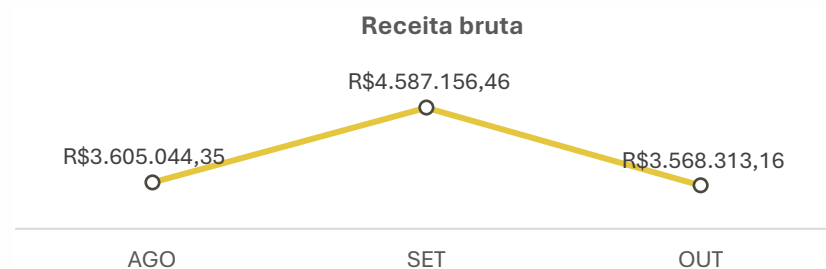 Receita bruta
R$4.587.156,46
R$3.605.044,35
R$3.568.313,16
AGO SET OUT